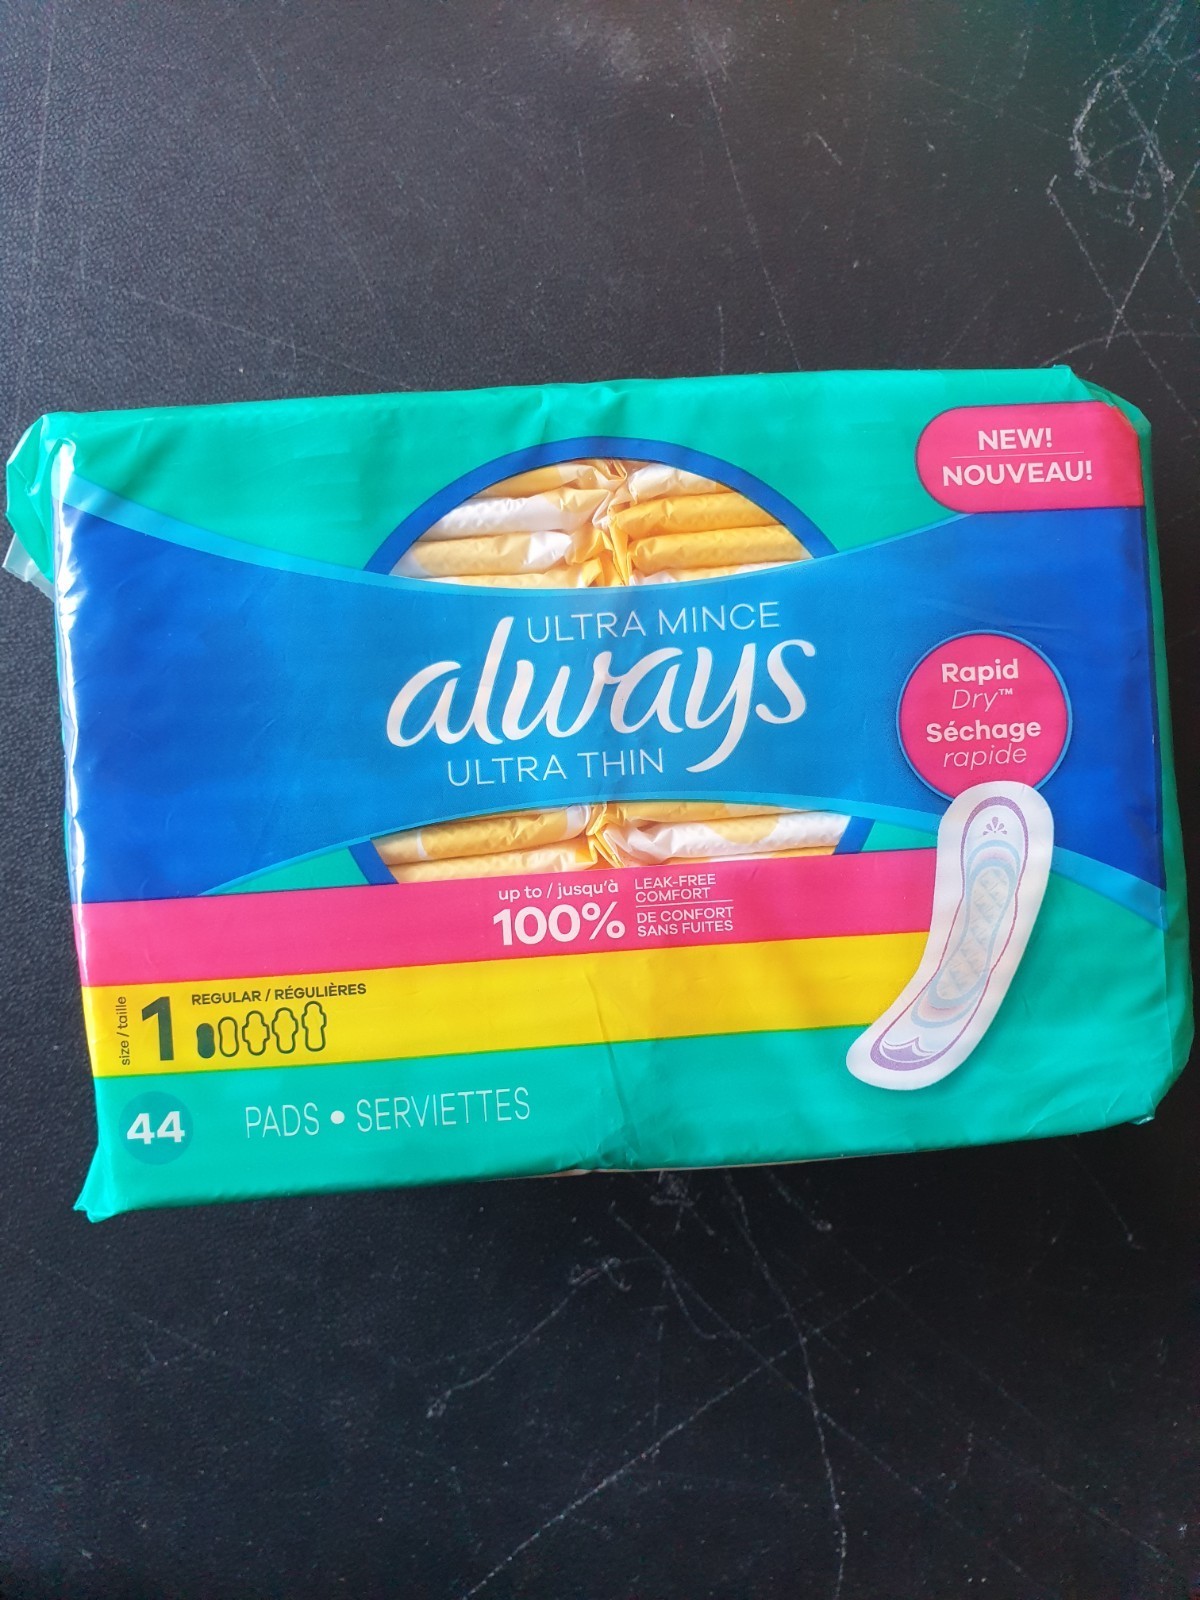 NEW!
NOUVEAU!
ULTRA MINCE
always
ULTRA THIN
Rapid
Dry™
Séchage
rapide
up to / jusqu'à
100%
LEAK-FREE
COMFORT
DE CONFORT
SANS FUITES
size / taille
1
REGULAR / RÉGULIÈRES
44
PADS • SERVIETTES